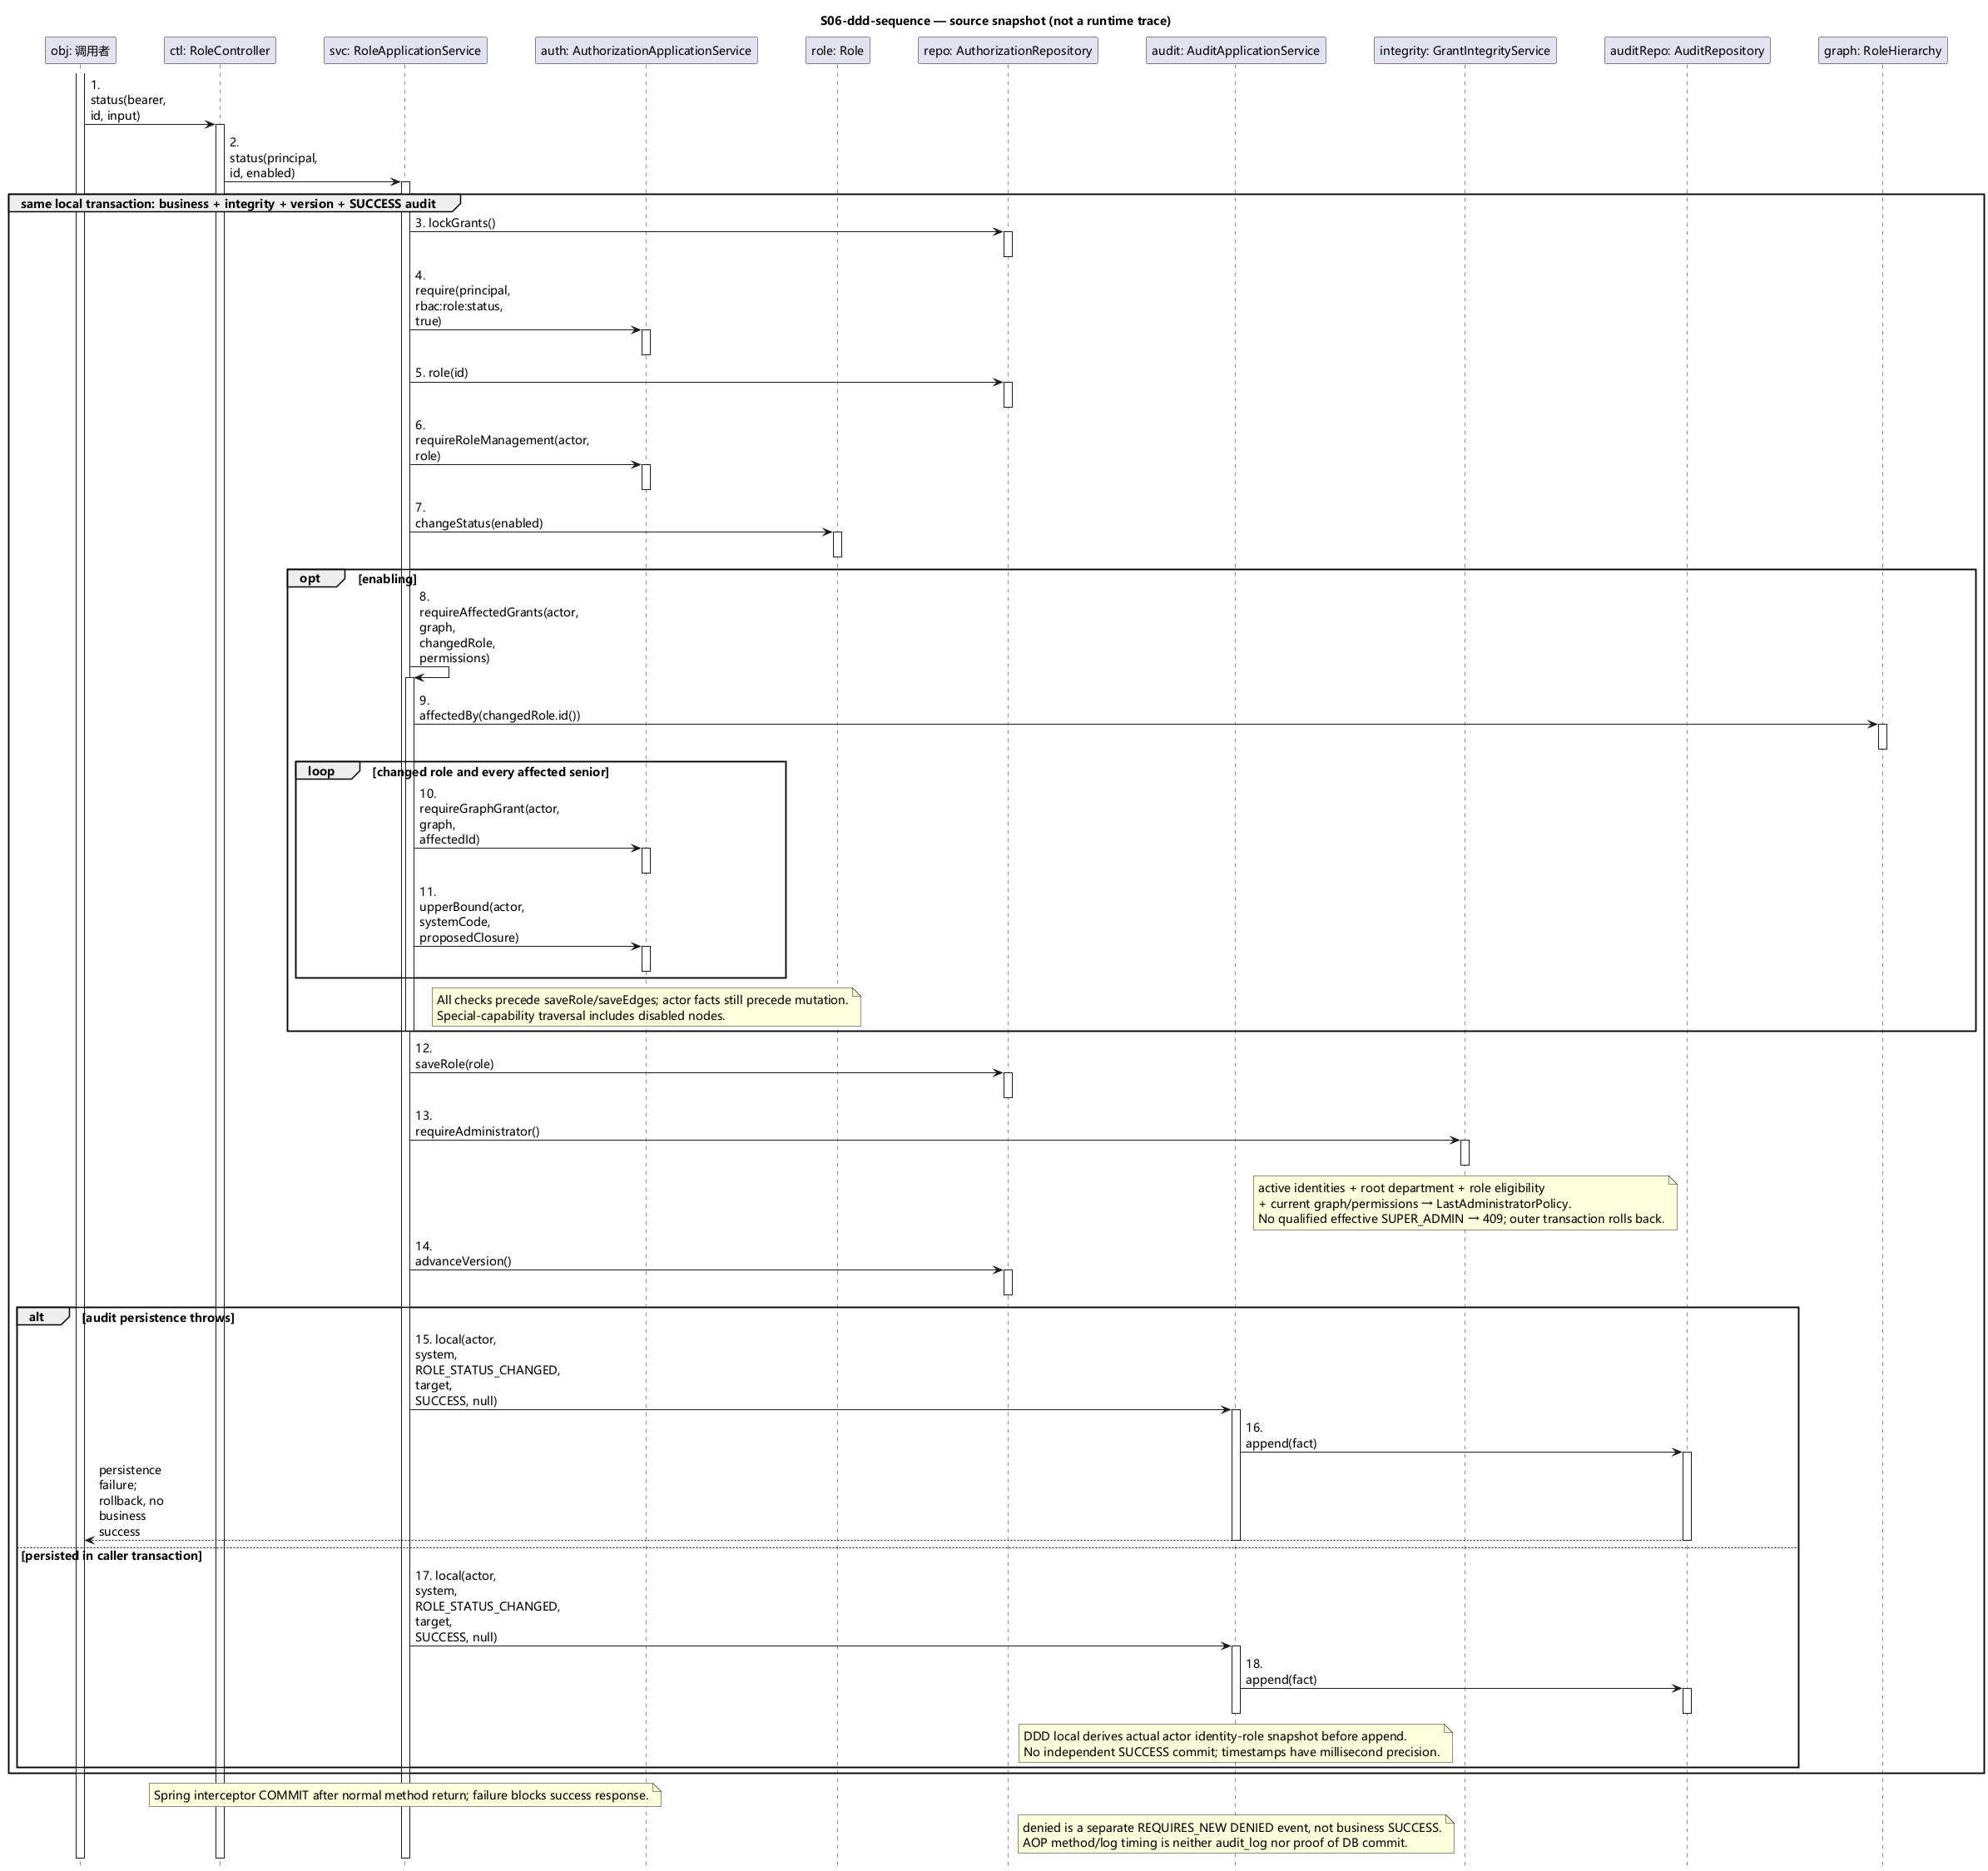 S06-ddd-sequence — source snapshot (not a runtime trace)
obj: 调用者
ctl: RoleController
svc: RoleApplicationService
auth: AuthorizationApplicationService
role: Role
repo: AuthorizationRepository
audit: AuditApplicationService
integrity: GrantIntegrityService
auditRepo: AuditRepository
graph: RoleHierarchy
1.
status(bearer,
id, input)
2.
status(principal,
id, enabled)
same local transaction: business + integrity + version + SUCCESS audit
3. lockGrants()
4.
require(principal,
rbac:role:status,
true)
5. role(id)
6.
requireRoleManagement(actor,
role)
7.
changeStatus(enabled)
opt
[enabling]
8.
requireAffectedGrants(actor,
graph,
changedRole,
permissions)
9.
affectedBy(changedRole.id())
loop
[changed role and every affected senior]
10.
requireGraphGrant(actor,
graph,
affectedId)
11.
upperBound(actor,
systemCode,
proposedClosure)
All checks precede saveRole/saveEdges; actor facts still precede mutation.
Special-capability traversal includes disabled nodes.
12.
saveRole(role)
13.
requireAdministrator()
active identities + root department + role eligibility
+ current graph/permissions → LastAdministratorPolicy.
No qualified effective SUPER_ADMIN → 409; outer transaction rolls back.
14.
advanceVersion()
alt
[audit persistence throws]
15. local(actor,
system,
ROLE_STATUS_CHANGED,
target,
SUCCESS, null)
16.
append(fact)
persistence
failure;
rollback, no
business
success
[persisted in caller transaction]
17. local(actor,
system,
ROLE_STATUS_CHANGED,
target,
SUCCESS, null)
18.
append(fact)
DDD local derives actual actor identity-role snapshot before append.
No independent SUCCESS commit; timestamps have millisecond precision.
Spring interceptor COMMIT after normal method return; failure blocks success response.
denied is a separate REQUIRES_NEW DENIED event, not business SUCCESS.
AOP method/log timing is neither audit_log nor proof of DB commit.